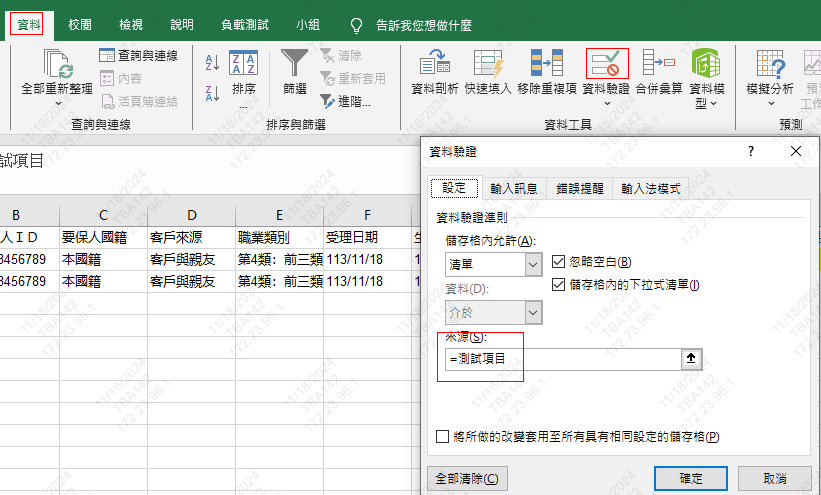 資料 校閱 檢視 說明 負載測試 小組 告訴我您想做什麼
全部重新整理
查詢與連線
內容
活頁簿連結
查詢與連線
排序
...
篩選
清除
重新套用
進階...
排序與篩選
資料剖析 快速填入 移除重複項 資料驗證 合併彙算 資料模型
資料工具
模擬分析
預測
試項目
B C D E F
人ＩＤ 要保人國籍 客戶來源 職業類別 受理日期
3456789 本國籍 客戶與親友 第4類：前三類 113/11/18 1
3456789 本國籍 客戶與親友 第4類：前三類 113/11/18 1
資料驗證 ?
設定 輸入訊息 錯誤提醒 輸入法模式
資料驗證準則
儲存格內允許(A):
清單
忽略空白(B)
儲存格內的下拉式清單(I)
資料(D):
介於
來源(S):
=測試項目
將所做的改變套用至所有具有相同設定的儲存格(P)
全部清除(C) 確定 取消
11/18/2024
TBA142
172.23.96.1